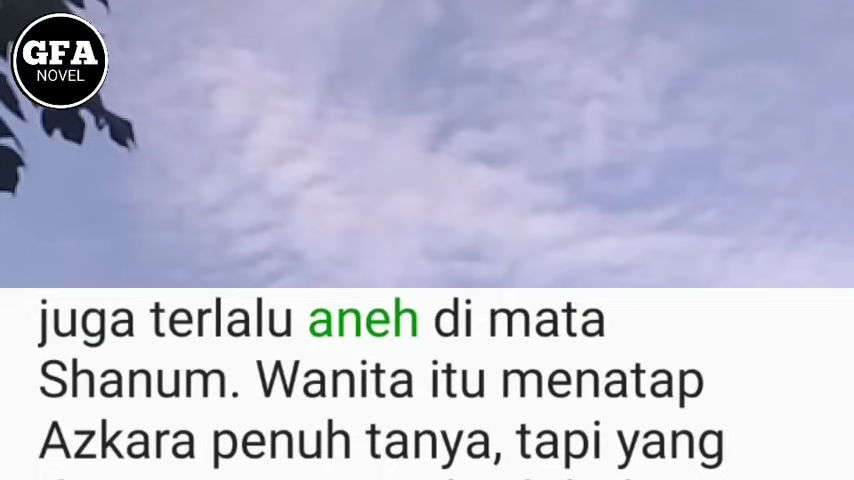 GFA
NOVEL
juga terlalu aneh di mata
Shanum. Wanita itu menatap
Azkara penuh tanya, tapi yang